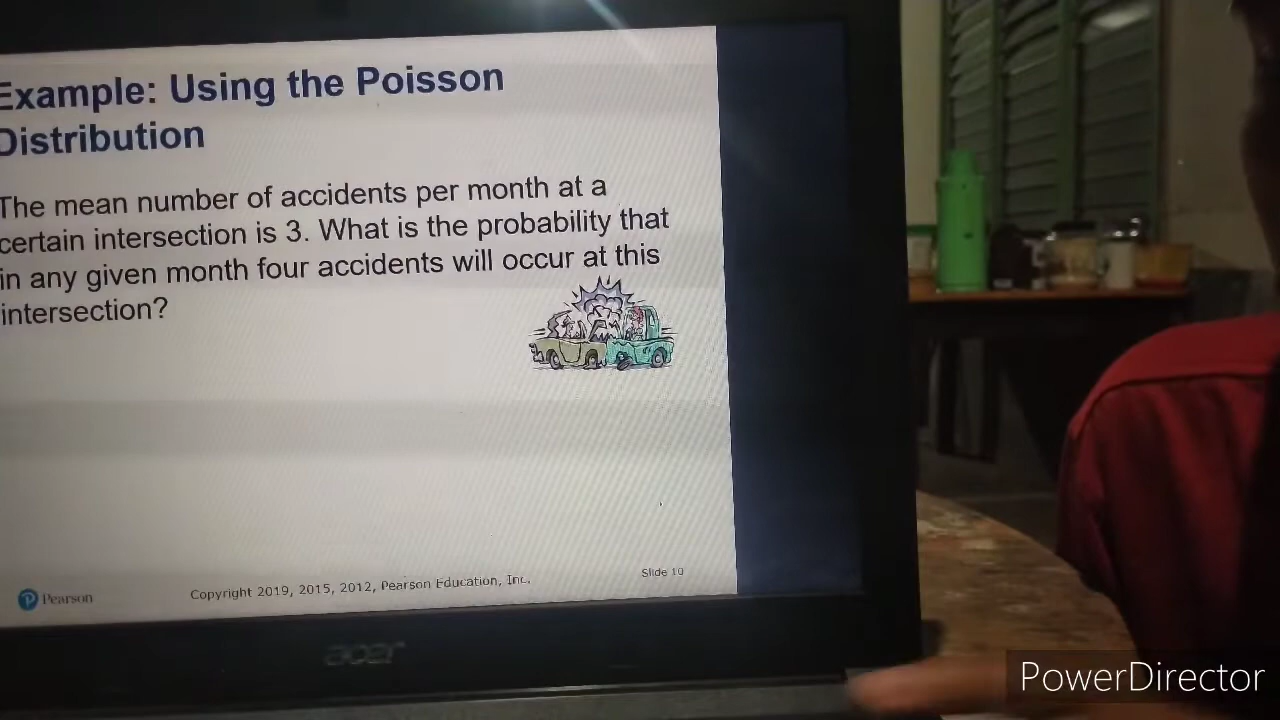 Example: Using the Poisson
Distribution
The mean number of accidents per month at a
certain intersection is 3. What is the probability that
in any given month four accidents will occur at this
intersection?
Pearson
Copyright 2019, 2015, 2012, Pearson Education, Inc.
Slide 10
acer
PowerDirector